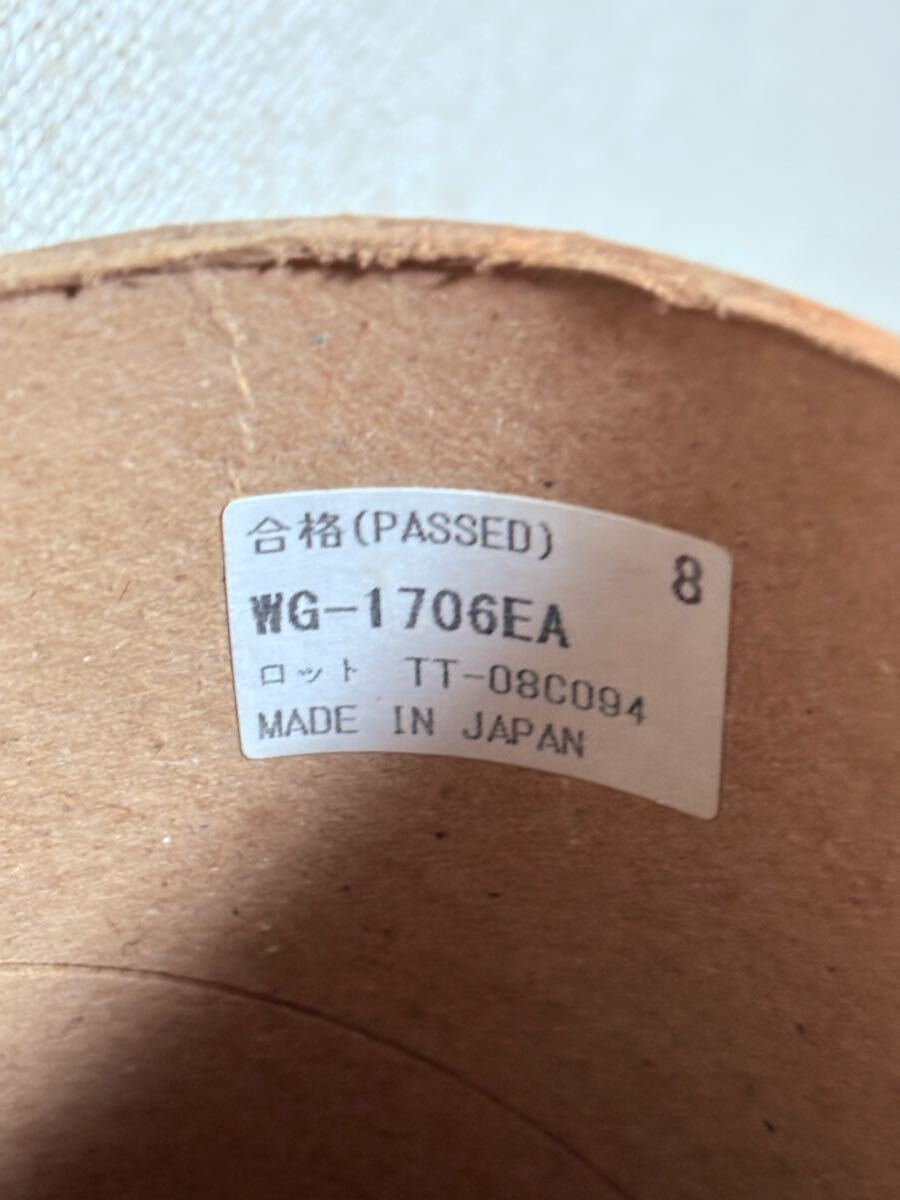 合格(PASSED)
8
WG-1706EA
ロット TT-08C094
MADE IN JAPAN